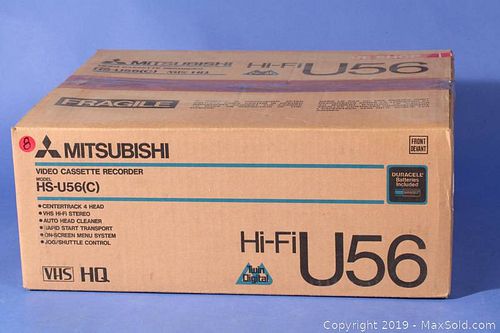 MITSUBISHI
HS-U56(C) VHS HQ
Hi-Fi U56
FRAGILE
8
MITSUBISHI
VIDEO CASSETTE RECORDER
MODEL
HS-U56(C)
FRONT
DEVANT
DURACELL
Batteries
Included
• CENTERTRACK 4 HEAD
• VHS Hi-Fi STEREO
• AUTO HEAD CLEANER
• RAPID START TRANSPORT
• ON-SCREEN MENU SYSTEM
• JOG/SHUTTLE CONTROL
VHS HQ
Twin
Digital
Hi-Fi U56
Copyright © 2019 - MaxSold.com